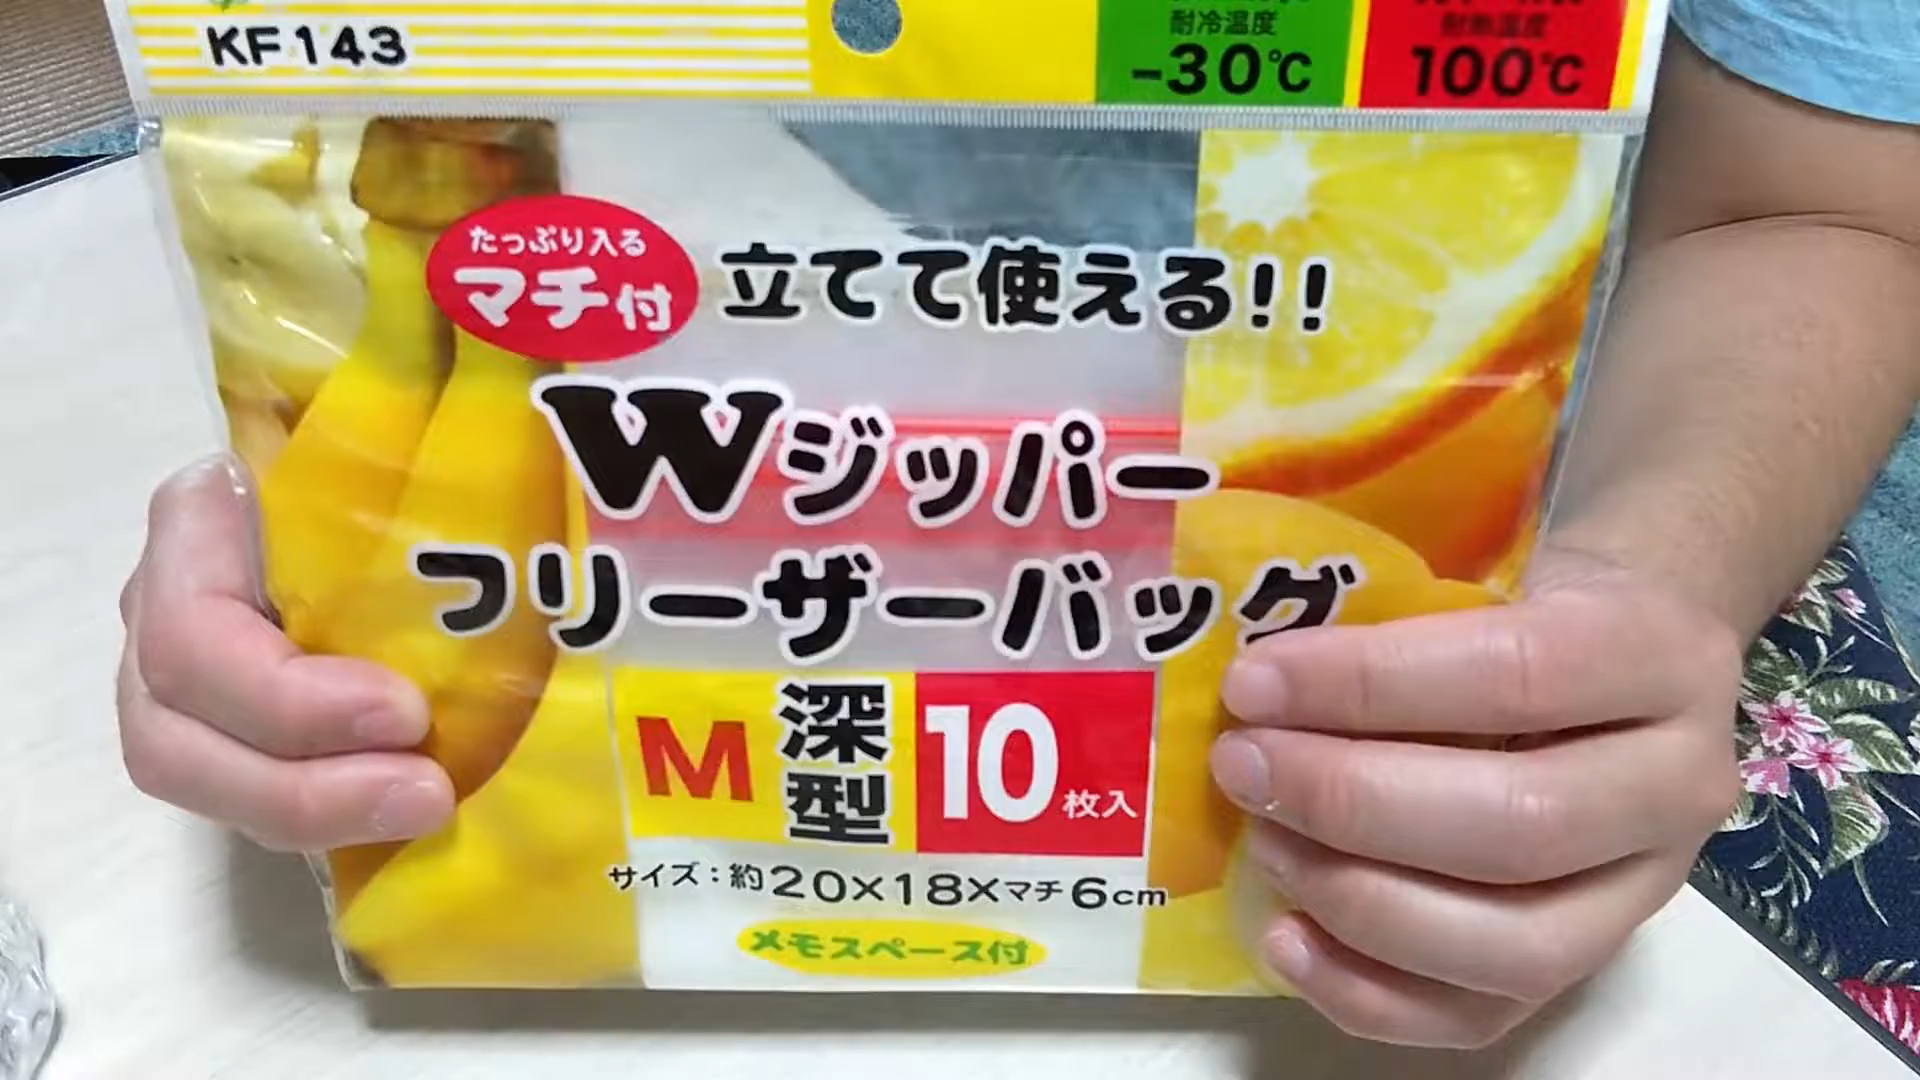 KF143
耐冷温度
-30℃
耐熱温度
100℃
たっぷり入る
マチ付
立てて使える!!
Wジッパー
フリーザーバッグ
M
深型
10枚入
サイズ：約20×18×マチ6cm
メモスペース付